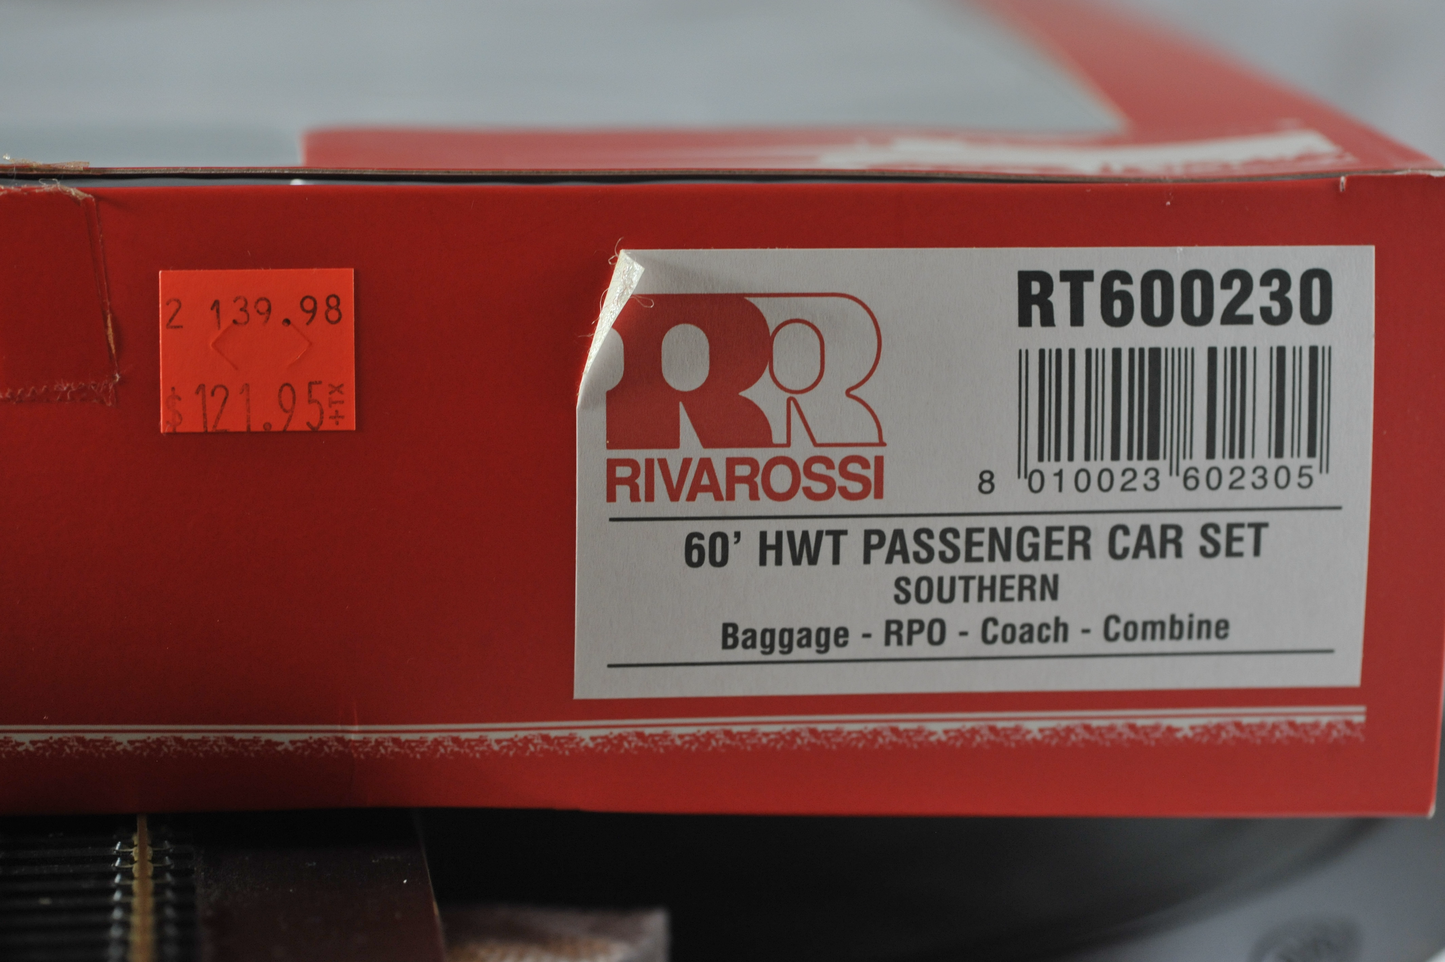 2 139.98
$121.95+TX
RR
RIVAROSSI
RT600230
8 010023 602305
60' HWT PASSENGER CAR SET
SOUTHERN
Baggage - RPO - Coach - Combine